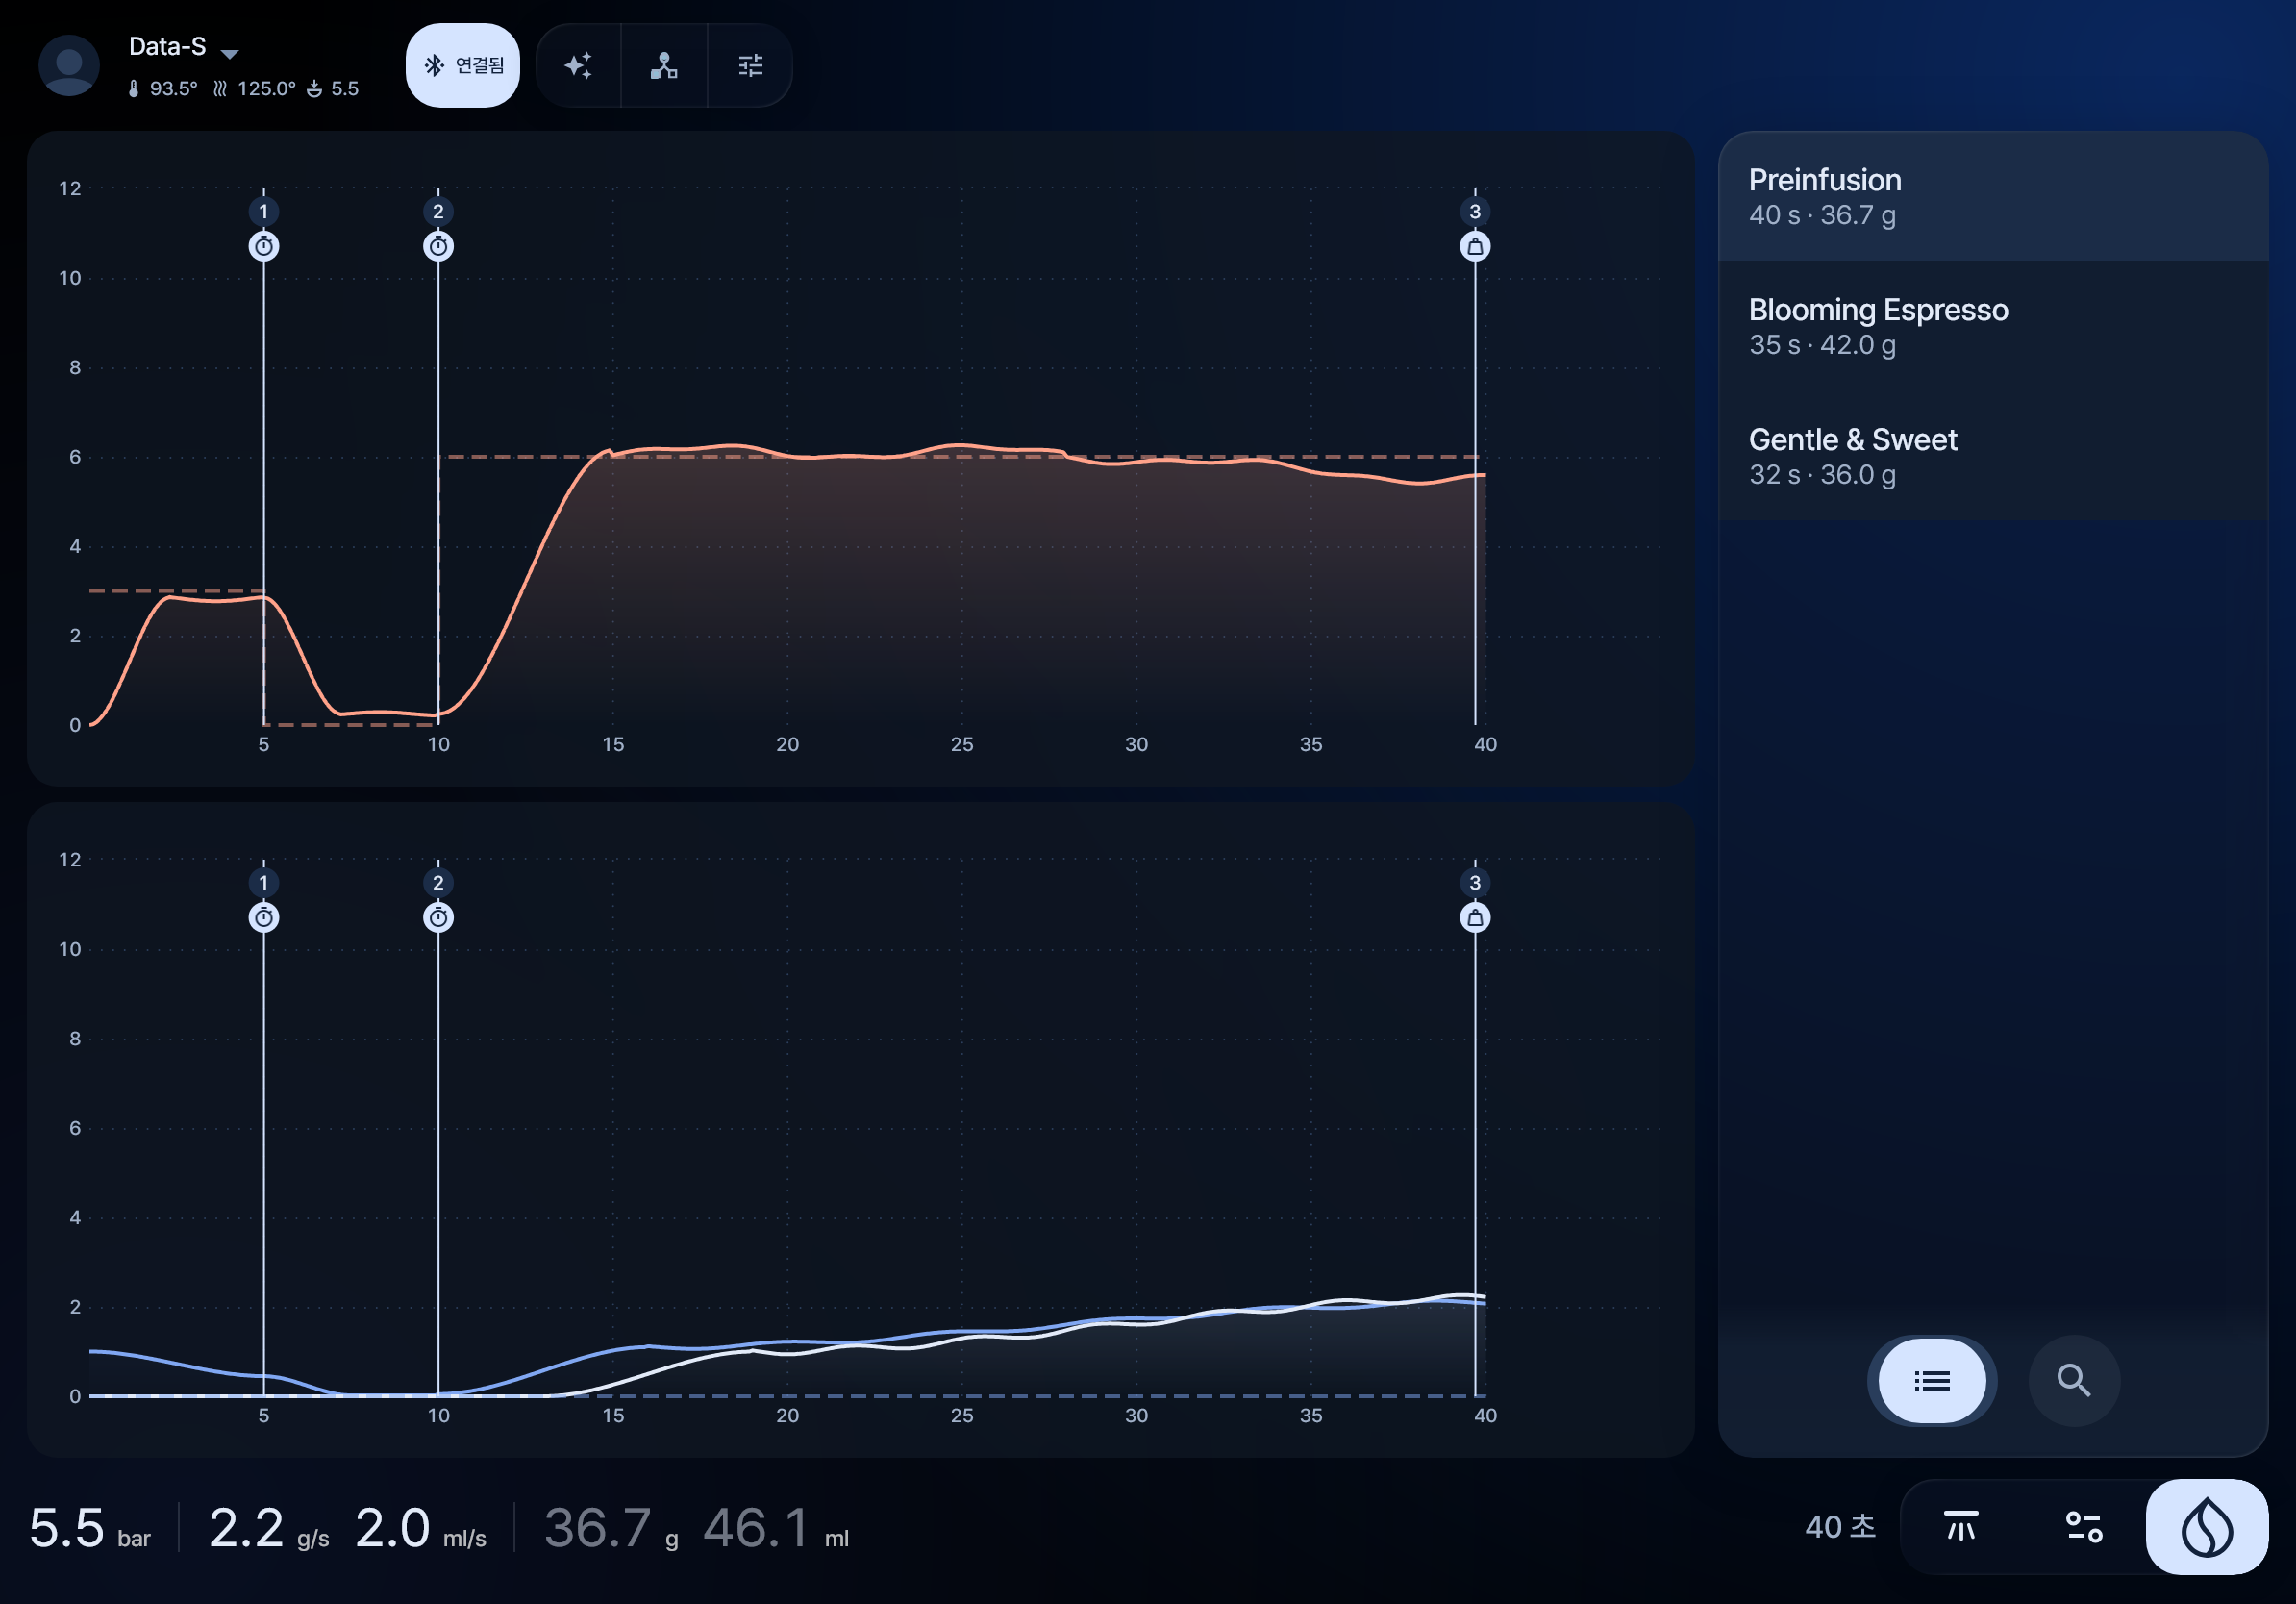 Data-S
93.5° 125.0° 5.5
연결됨
12
10
8
6
4
2
0
1
2
3
5 10 15 20 25 30 35 40
12
10
8
6
4
2
0
1
2
3
5 10 15 20 25 30 35 40
Preinfusion
40 s · 36.7 g
Blooming Espresso
35 s · 42.0 g
Gentle & Sweet
32 s · 36.0 g
5.5 bar 2.2 g/s 2.0 ml/s 36.7 g 46.1 ml
40 초